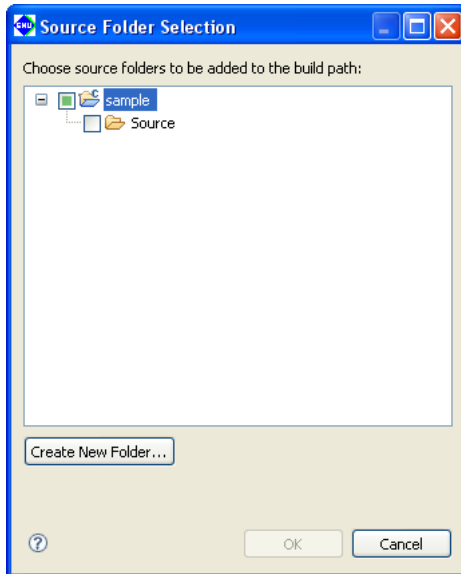 GNU Source Folder Selection
Choose source folders to be added to the build path:
sample
Source
Create New Folder...
OK
Cancel